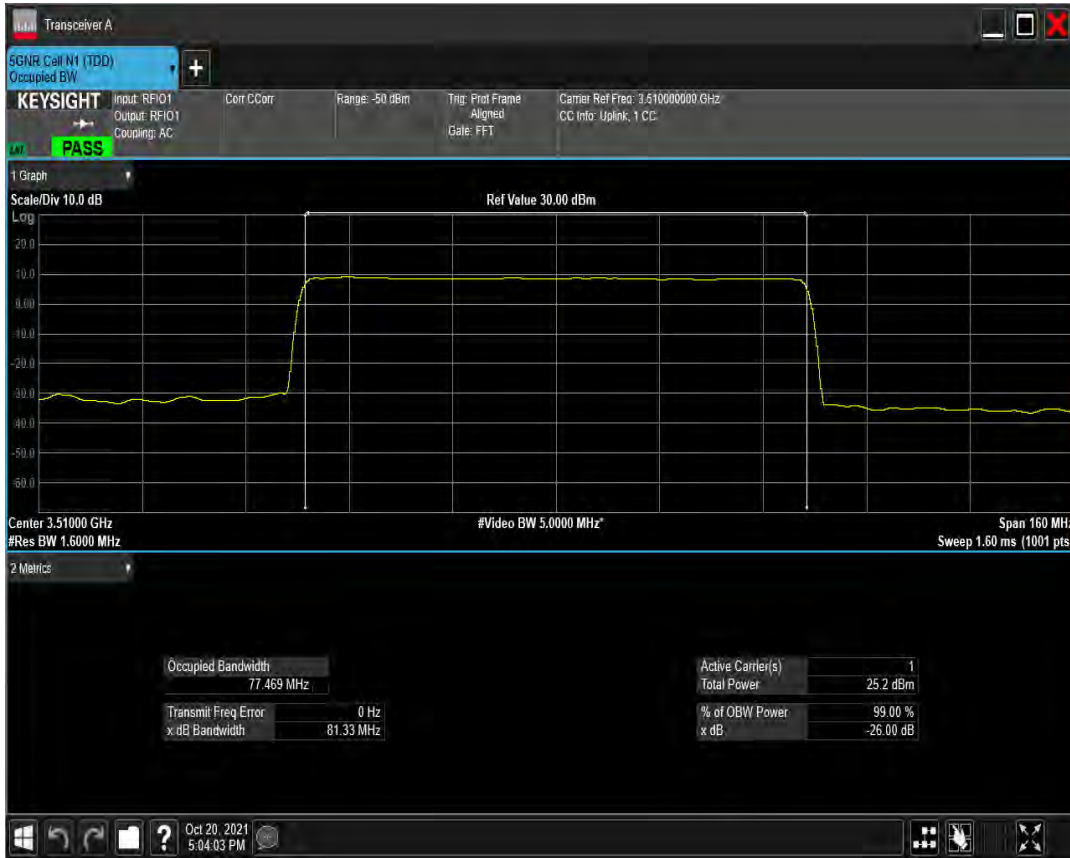 Transceiver A
5GNR Cell N1 (TDD)
Occupied BW
+
KEYSIGHT
Input: RFIO1
Output: RFIO1
Coupling: AC
PASS
Corr CCorr
Range: -50 dBm
Trig: Prot Frame
Aligned
Gate: FFT
Carrier Ref Freq: 3.510000000 GHz
CC Info: Uplink, 1 CC
1 Graph
Scale/Div 10.0 dB
Ref Value 30.00 dBm
Log
20.0
10.0
0.00
-10.0
-20.0
-30.0
-40.0
-50.0
-60.0
Center 3.51000 GHz
#Video BW 5.0000 MHz*
Span 160 MHz
#Res BW 1.6000 MHz
Sweep 1.60 ms (1001 pts
2 Metrics
Occupied Bandwidth
77.469 MHz
Transmit Freq Error 0 Hz
x dB Bandwidth 81.33 MHz
Active Carrier(s) 1
Total Power 25.2 dBm
% of OBW Power 99.00 %
x dB -26.00 dB
?
Oct 20, 2021
5:04:03 PM